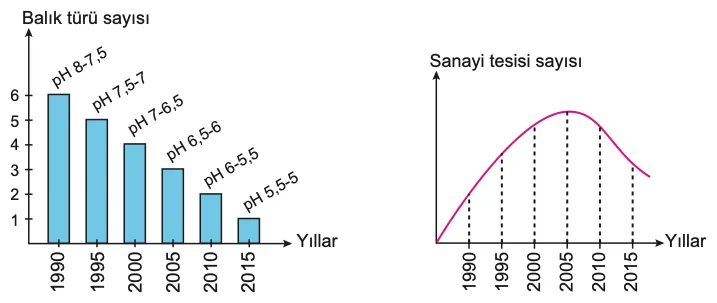 Balık türü sayısı
pH 8-7,5
pH 7,5-7
pH 7-6,5
pH 6,5-6
pH 6-5,5
pH 5,5-5
6
5
4
3
2
1
Yıllar
1990
1995
2000
2005
2010
2015
Sanayi tesisi sayısı
Yıllar
1990
1995
2000
2005
2010
2015